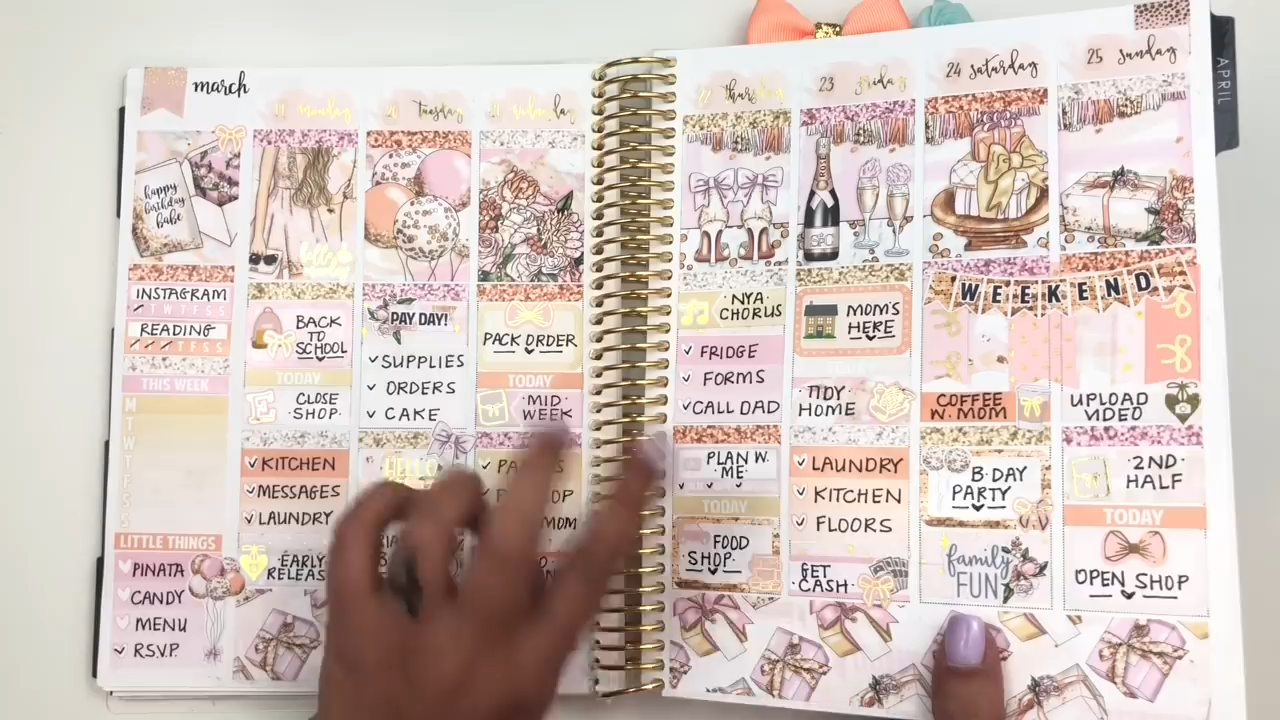 march
happy
birthday
babe
INSTAGRAM
M T W T F S S
READING
T F S S
THIS WEEK
M
T
W
T
F
S
S
LITTLE THINGS
PINATA
CANDY
MENU
R.S.V.P.
monday
BACK
TO
SCHOOL
TODAY
CLOSE
SHOP.
KITCHEN
MESSAGES
LAUNDRY
EARLY
20 tuesday
PAY DAY!
SUPPLIES
ORDERS
CAKE
HELLO
PACK ORDER
TODAY
MID
WEEK
MOM
22 thursday
NYA
CHORUS
FRIDGE
FORMS
CALL DAD
PLAN W.
ME
TODAY
FOOD
SHOP.
23 friday
MOM'S
HERE
TIDY
HOME
LAUNDRY
KITCHEN
FLOORS
GET
CASH
24 saturday
WEEKEND
COFFEE
W. MOM
B·DAY
PARTY
family
FUN
25 sunday
UPLOAD
VIDEO
2ND
HALF
TODAY
OPEN SHOP
APRIL